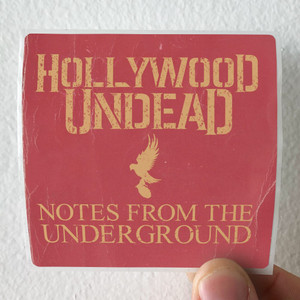 HOLLYWOOD
UNDEAD
NOTES FROM THE
UNDERGROUND